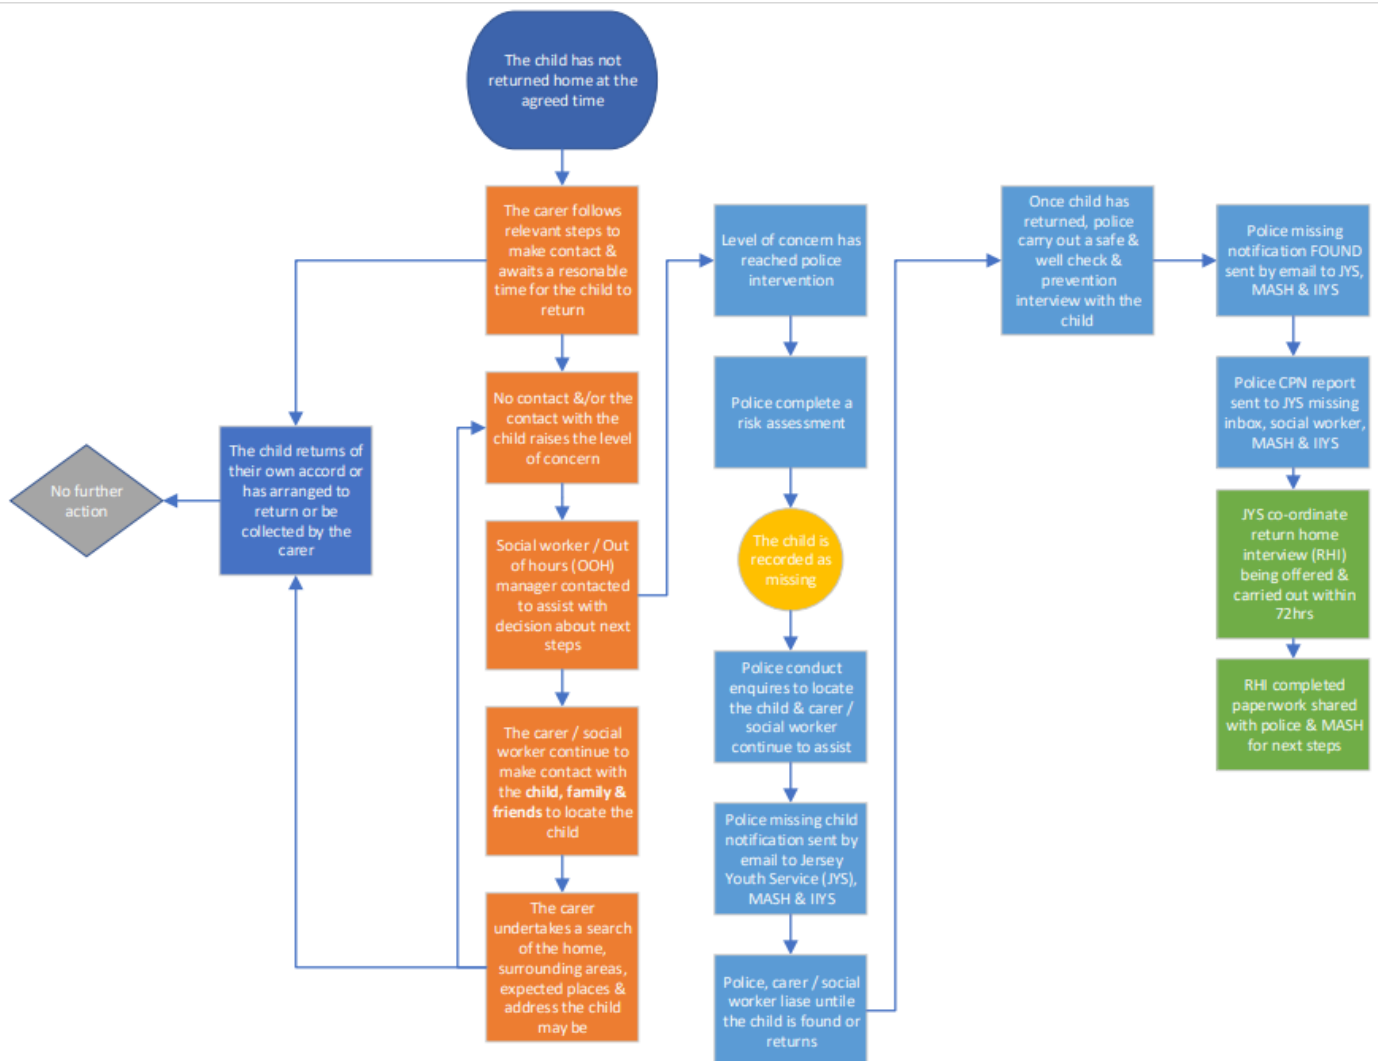 The child has not
returned home at the
agreed time
The carer follows
relevant steps to
make contact &
awaits a resonable
time for the child to
return
No contact &/or the
contact with the
child raises the level
of concern
The child returns of
their own accord or
has arranged to
return or be
collected by the
carer
No further
action
Social worker / Out
of hours (OOH)
manager contacted
to assist with
decision about next
steps
The carer / social
worker continue to
make contact with
the child, family &
friends to locate the
child
The carer
undertakes a search
of the home,
surrounding areas,
expected places &
address the child
may be
Level of concern has
reached police
intervention
Police complete a
risk assessment
The child is
recorded as
missing
Police conduct
enquires to locate
the child & carer /
social worker
continue to assist
Police missing child
notification sent by
email to Jersey
Youth Service (JYS),
MASH & IIYS
Police, carer / social
worker liase untile
the child is found or
returns
Once child has
returned, police
carry out a safe &
well check &
prevention
interview with the
child
Police missing
notification FOUND
sent by email to JYS,
MASH & IIYS
Police CPN report
sent to JYS missing
inbox, social worker,
MASH & IIYS
JYS co-ordinate
return home
interview (RHI)
being offered &
carried out within
72hrs
RHI completed
paperwork shared
with police & MASH
for next steps